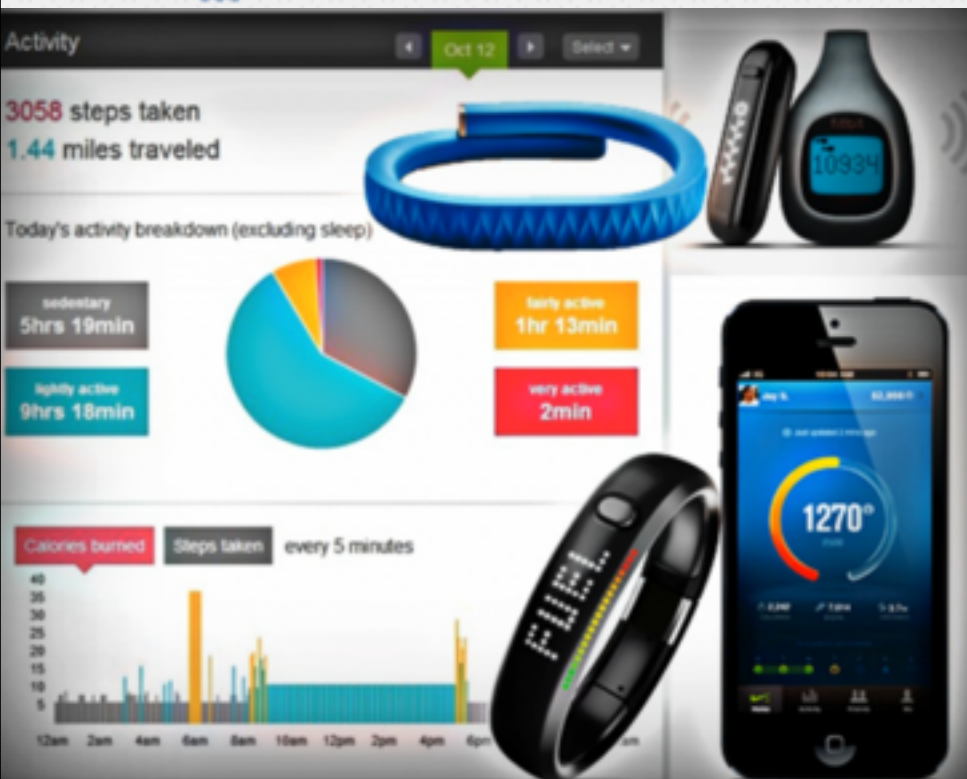 Activity
Oct 12
Select
3058 steps taken
1.44 miles traveled
10934
Today's activity breakdown (excluding sleep)
sedentary
5hrs 19min
fairly active
1hr 13min
lightly active
9hrs 18min
very active
2min
1270
Calories burned
Steps taken
every 5 minutes
FUEL
40
35
30
25
20
15
10
5
12am 2am 4am 6am 8am 10am 12pm 2pm 4pm 6pm